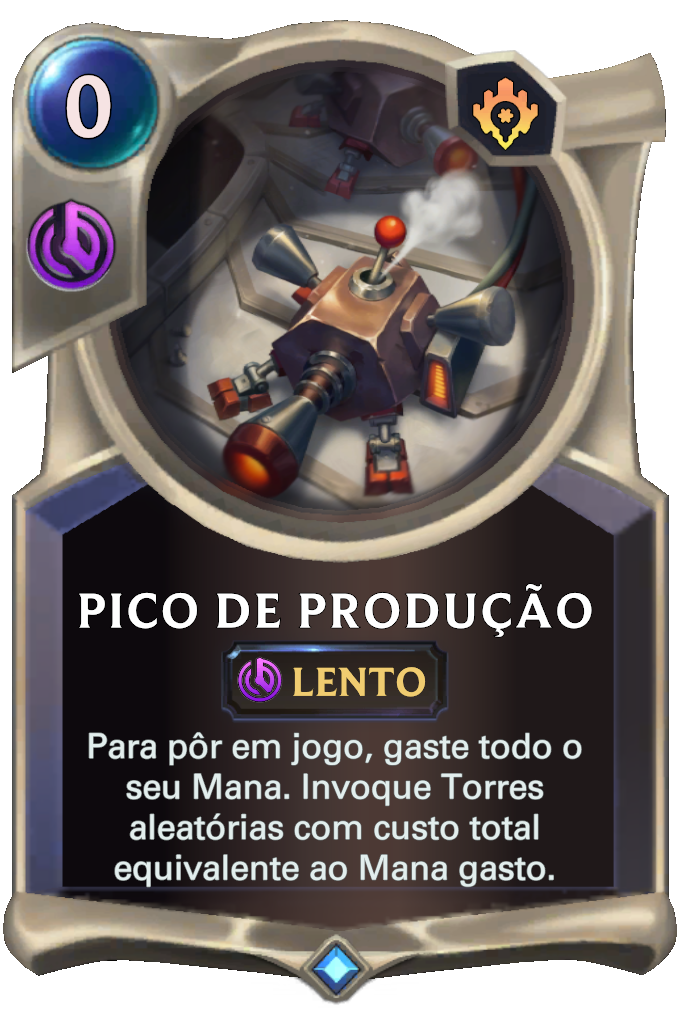 0
PICO DE PRODUÇÃO
LENTO
Para pôr em jogo, gaste todo o
seu Mana. Invoque Torres
aleatórias com custo total
equivalente ao Mana gasto.